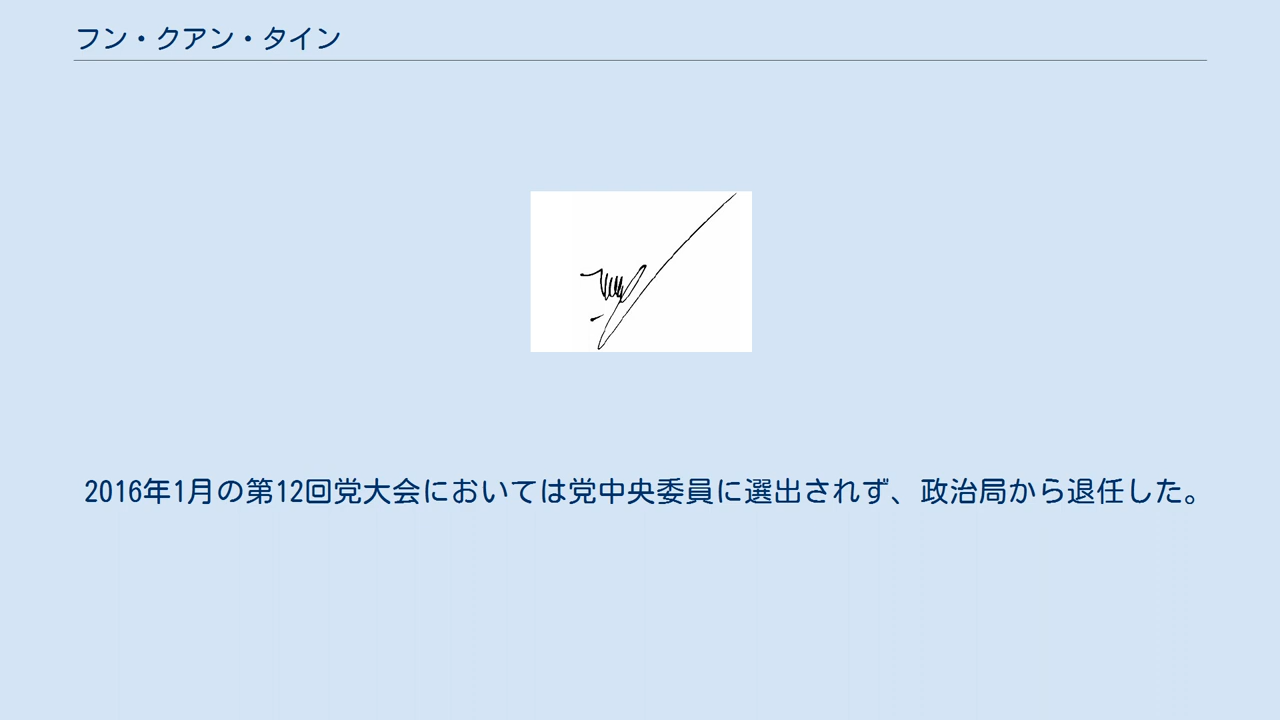 フン・クアン・タイン
2016年1月の第12回党大会においては党中央委員に選出されず、政治局から退任した。